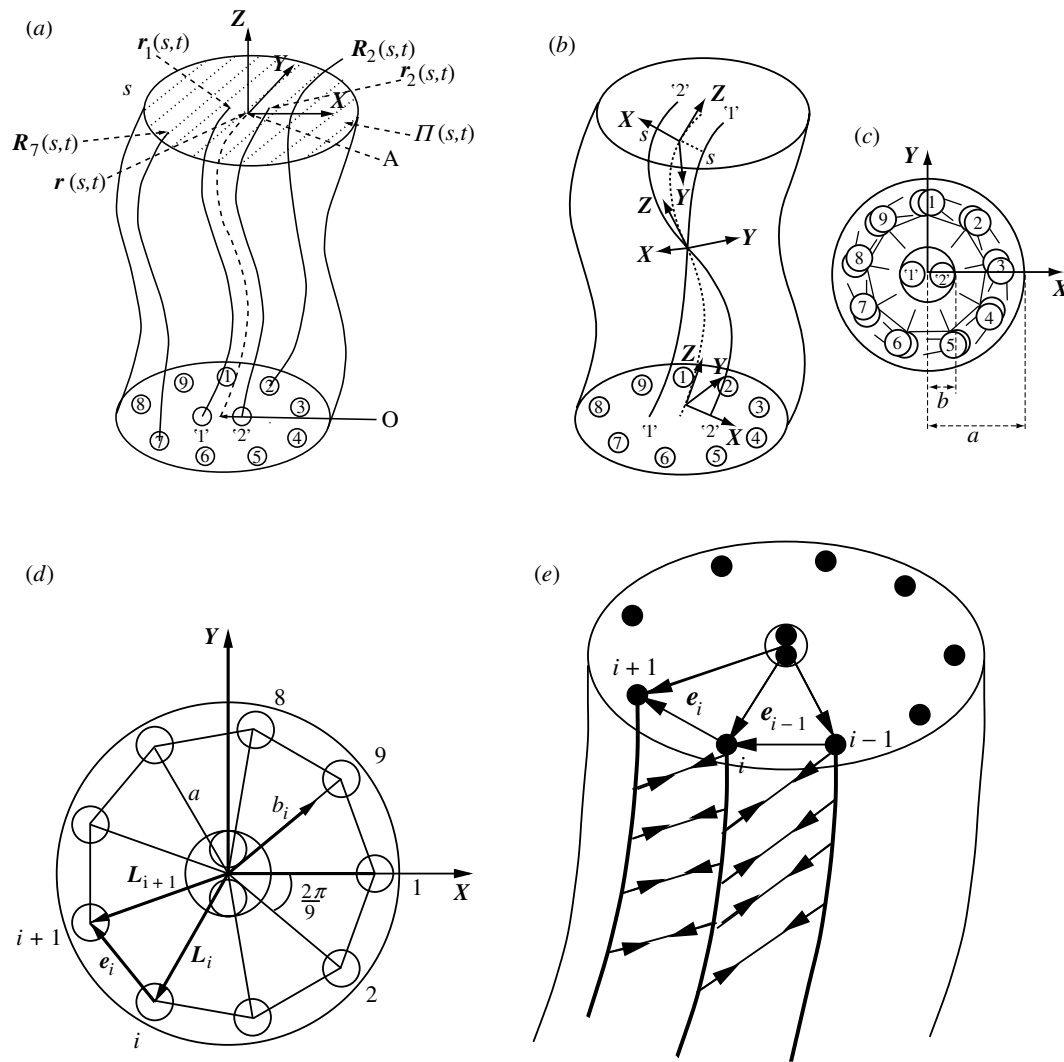 (a)
Z
r₁(s,t)
R₂(s,t)
Y
r₂(s,t)
s
X
Π(s,t)
R₇(s,t)
A
r(s,t)
1
9
2
8
3
O
7
'1'
'2'
4
6
5
(b)
'2'
Z
'1'
X
s
s
Y
Z
Y
X
Z
1
Y
2
9
8
3
7
'1'
'2'
4
X
6
5
(c)
Y
1
9
2
8
3
'1'
'2'
X
7
4
6
5
b
a
(d)
Y
8
9
a
bᵢ
L_{i+1}
2π/9
1
X
i+1
Lᵢ
eᵢ
2
i
(e)
i+1
eᵢ
e_{i−1}
i−1
i